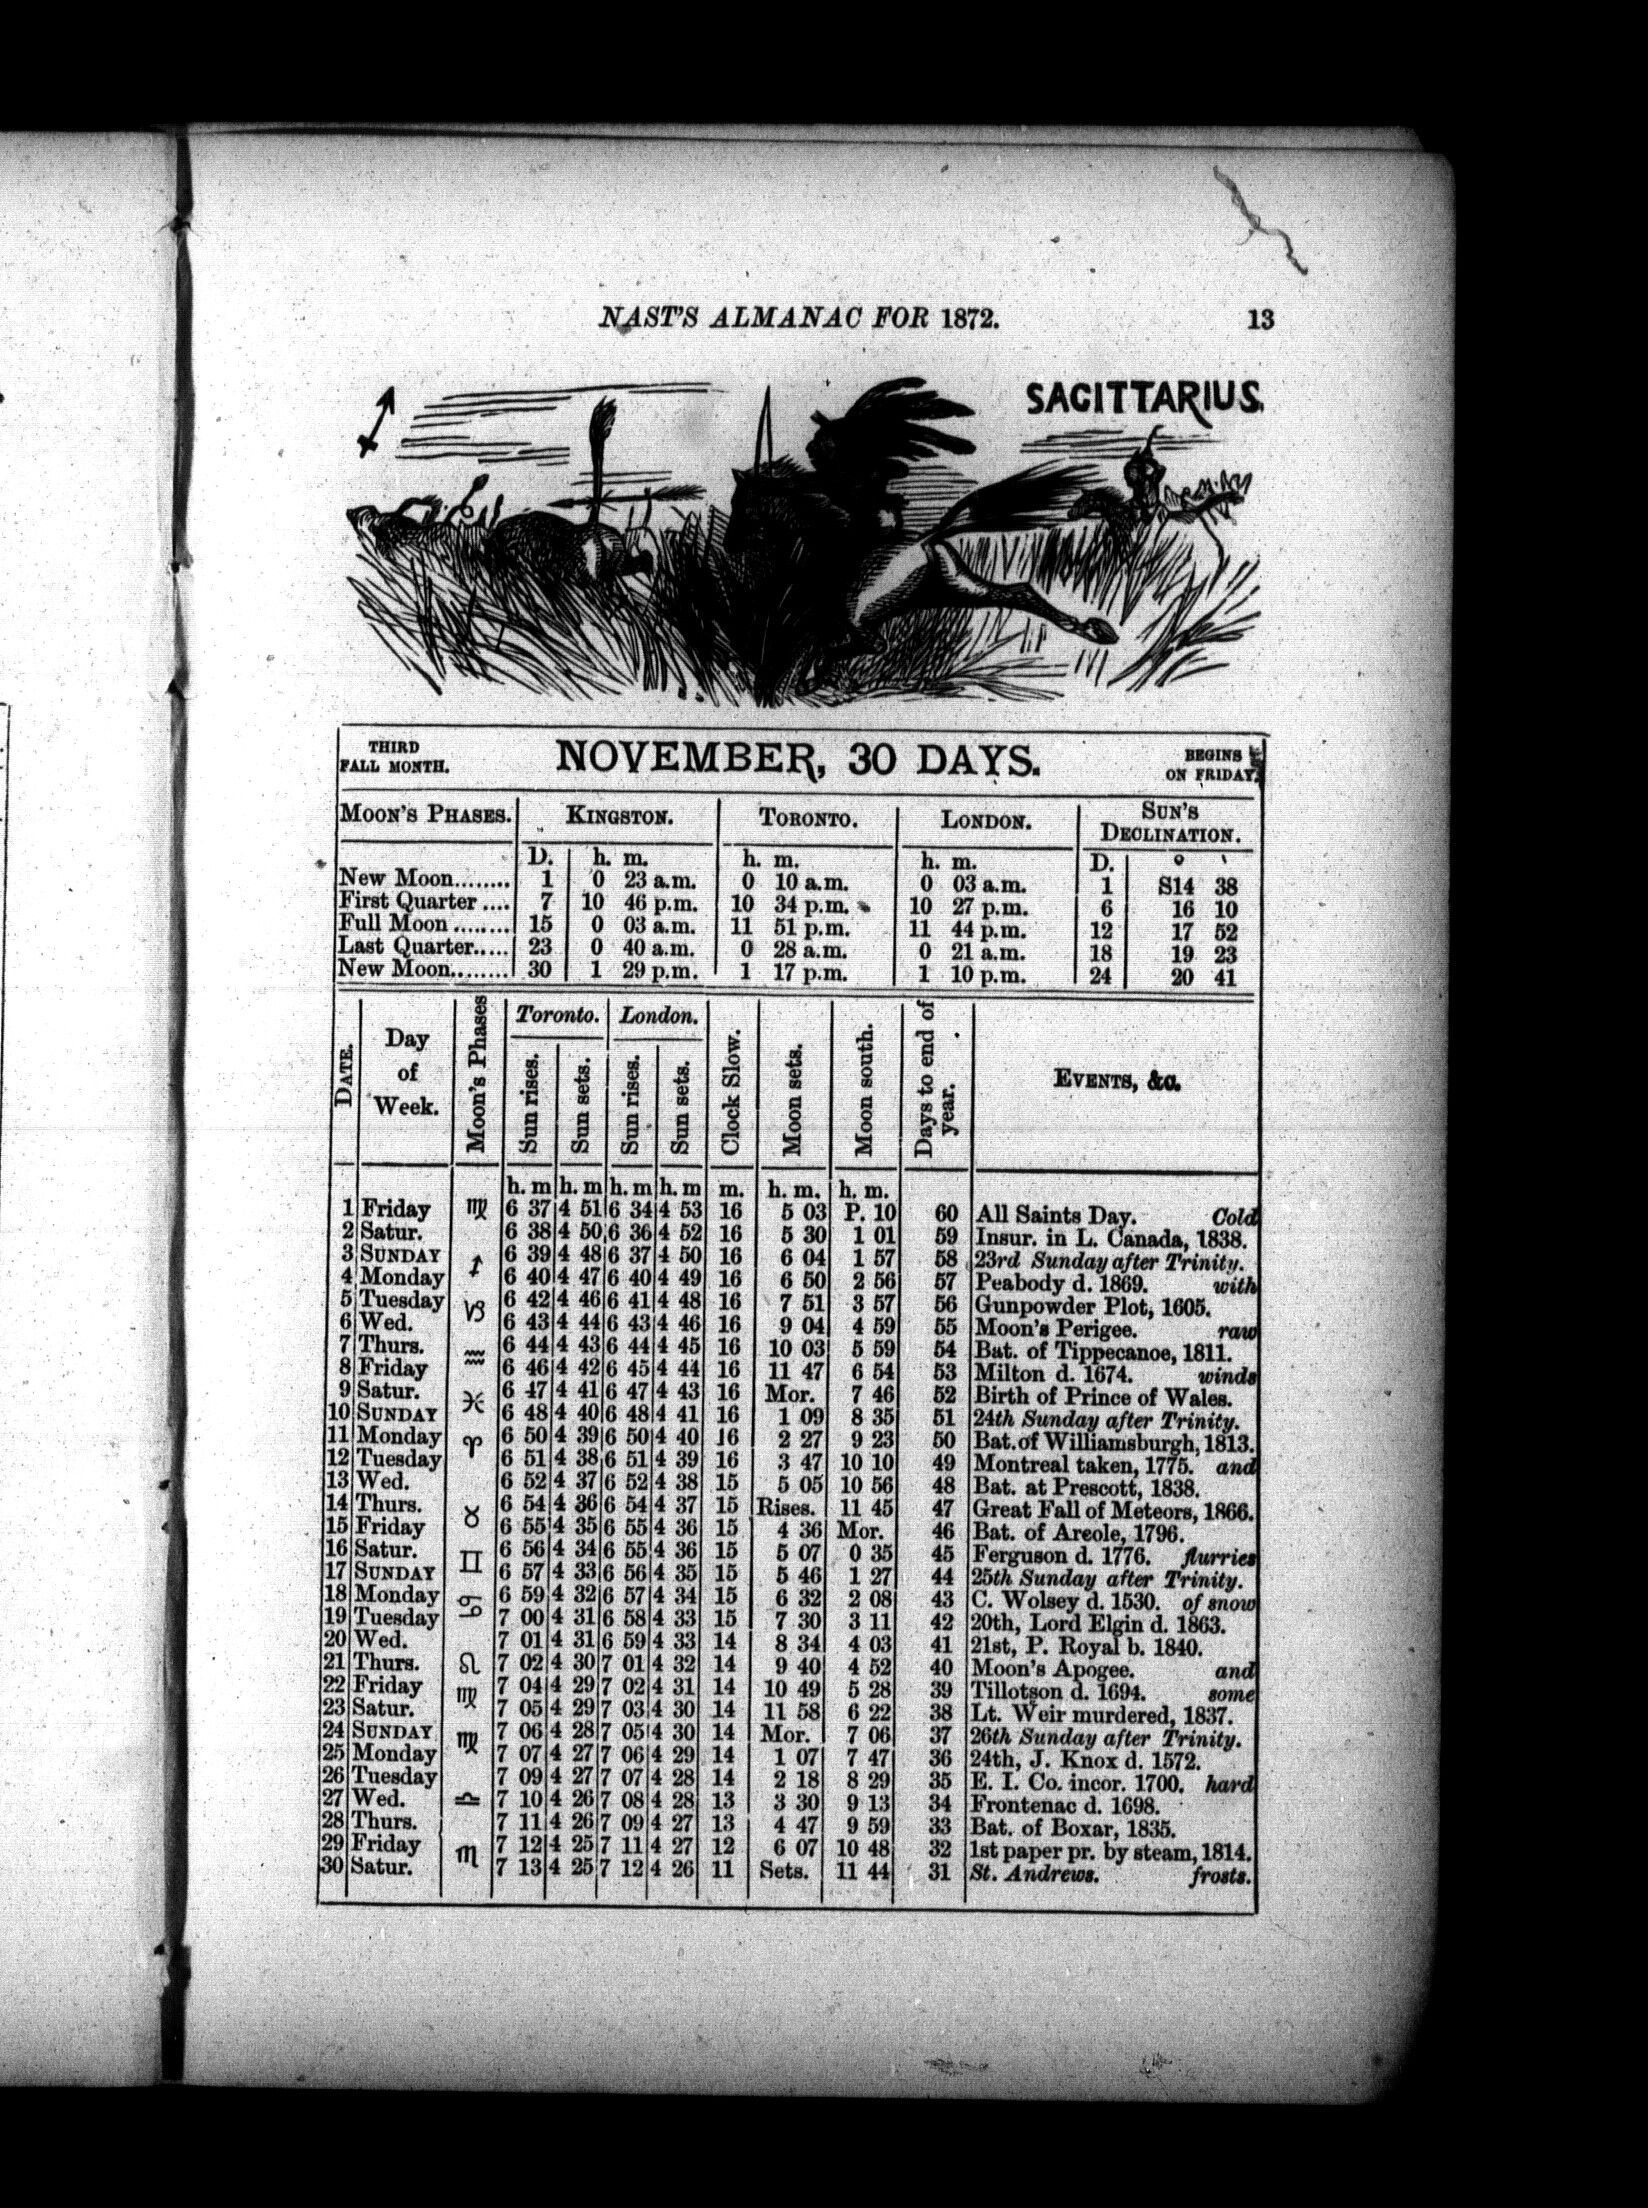 NAST'S ALMANAC FOR 1872. 13
SAGITTARIUS.
THIRD FALL MONTH. NOVEMBER, 30 DAYS. BEGINS ON FRIDAY.
MOON'S PHASES. KINGSTON. TORONTO. LONDON. SUN'S DECLINATION.
D. h. m. h. m. h. m. D. ° '
New Moon........ 1 0 23 a.m. 0 10 a.m. 0 03 a.m. 1 S14 38
First Quarter .... 7 10 46 p.m. 10 34 p.m. 10 27 p.m. 6 16 10
Full Moon ........ 15 0 03 a.m. 11 51 p.m. 11 44 p.m. 12 17 52
Last Quarter..... 23 0 40 a.m. 0 28 a.m. 0 21 a.m. 18 19 23
New Moon........ 30 1 29 p.m. 1 17 p.m. 1 10 p.m. 24 20 41
DATE. Day of Week. Moon's Phases Toronto. London. Clock Slow. Moon sets. Moon south. Days to end of year. EVENTS, &c.
Sun rises. Sun sets. Sun rises. Sun sets.
h. m h. m h. m h. m m. h. m. h. m.
1 Friday ♍ 6 37 4 51 6 34 4 53 16 5 03 P. 10 60 All Saints Day. Cold
2 Satur. 6 38 4 50 6 36 4 52 16 5 30 1 01 59 Insur. in L. Canada, 1838.
3 SUNDAY ♐ 6 39 4 48 6 37 4 50 16 6 04 1 57 58 23rd Sunday after Trinity.
4 Monday 6 40 4 47 6 40 4 49 16 6 50 2 56 57 Peabody d. 1869. with
5 Tuesday ♑ 6 42 4 46 6 41 4 48 16 7 51 3 57 56 Gunpowder Plot, 1605.
6 Wed. 6 43 4 44 6 43 4 46 16 9 04 4 59 55 Moon's Perigee. raw
7 Thurs. ♒ 6 44 4 43 6 44 4 45 16 10 03 5 59 54 Bat. of Tippecanoe, 1811.
8 Friday 6 46 4 42 6 45 4 44 16 11 47 6 54 53 Milton d. 1674. winds
9 Satur. ♓ 6 47 4 41 6 47 4 43 16 Mor. 7 46 52 Birth of Prince of Wales.
10 SUNDAY 6 48 4 40 6 48 4 41 16 1 09 8 35 51 24th Sunday after Trinity.
11 Monday ♈ 6 50 4 39 6 50 4 40 16 2 27 9 23 50 Bat. of Williamsburgh, 1813.
12 Tuesday 6 51 4 38 6 51 4 39 16 3 47 10 10 49 Montreal taken, 1775. and
13 Wed. 6 52 4 37 6 52 4 38 15 5 05 10 56 48 Bat. at Prescott, 1838.
14 Thurs. ♉ 6 54 4 36 6 54 4 37 15 Rises. 11 45 47 Great Fall of Meteors, 1866.
15 Friday 6 55 4 35 6 55 4 36 15 4 36 Mor. 46 Bat. of Areole, 1796.
16 Satur. ♊ 6 56 4 34 6 55 4 36 15 5 07 0 35 45 Ferguson d. 1776. flurries
17 SUNDAY 6 57 4 33 6 56 4 35 15 5 46 1 27 44 25th Sunday after Trinity.
18 Monday ♋ 6 59 4 32 6 57 4 34 15 6 32 2 08 43 C. Wolsey d. 1530. of snow
19 Tuesday 7 00 4 31 6 58 4 33 15 7 30 3 11 42 20th, Lord Elgin d. 1863.
20 Wed. 7 01 4 31 6 59 4 33 14 8 34 4 03 41 21st, P. Royal b. 1840.
21 Thurs. ♌ 7 02 4 30 7 01 4 32 14 9 40 4 52 40 Moon's Apogee. and
22 Friday ♍ 7 04 4 29 7 02 4 31 14 10 49 5 28 39 Tillotson d. 1694. some
23 Satur. 7 05 4 29 7 03 4 30 14 11 58 6 22 38 Lt. Weir murdered, 1837.
24 SUNDAY ♍ 7 06 4 28 7 05 4 30 14 Mor. 7 06 37 26th Sunday after Trinity.
25 Monday 7 07 4 27 7 06 4 29 14 1 07 7 47 36 24th, J. Knox d. 1572.
26 Tuesday 7 09 4 27 7 07 4 28 14 2 18 8 29 35 E. I. Co. incor. 1700. hard
27 Wed. ♎ 7 10 4 26 7 08 4 28 13 3 30 9 13 34 Frontenac d. 1698.
28 Thurs. 7 11 4 26 7 09 4 27 13 4 47 9 59 33 Bat. of Boxar, 1835.
29 Friday ♏ 7 12 4 25 7 11 4 27 12 6 07 10 48 32 1st paper pr. by steam, 1814.
30 Satur. 7 13 4 25 7 12 4 26 11 Sets. 11 44 31 St. Andrews. frosts.